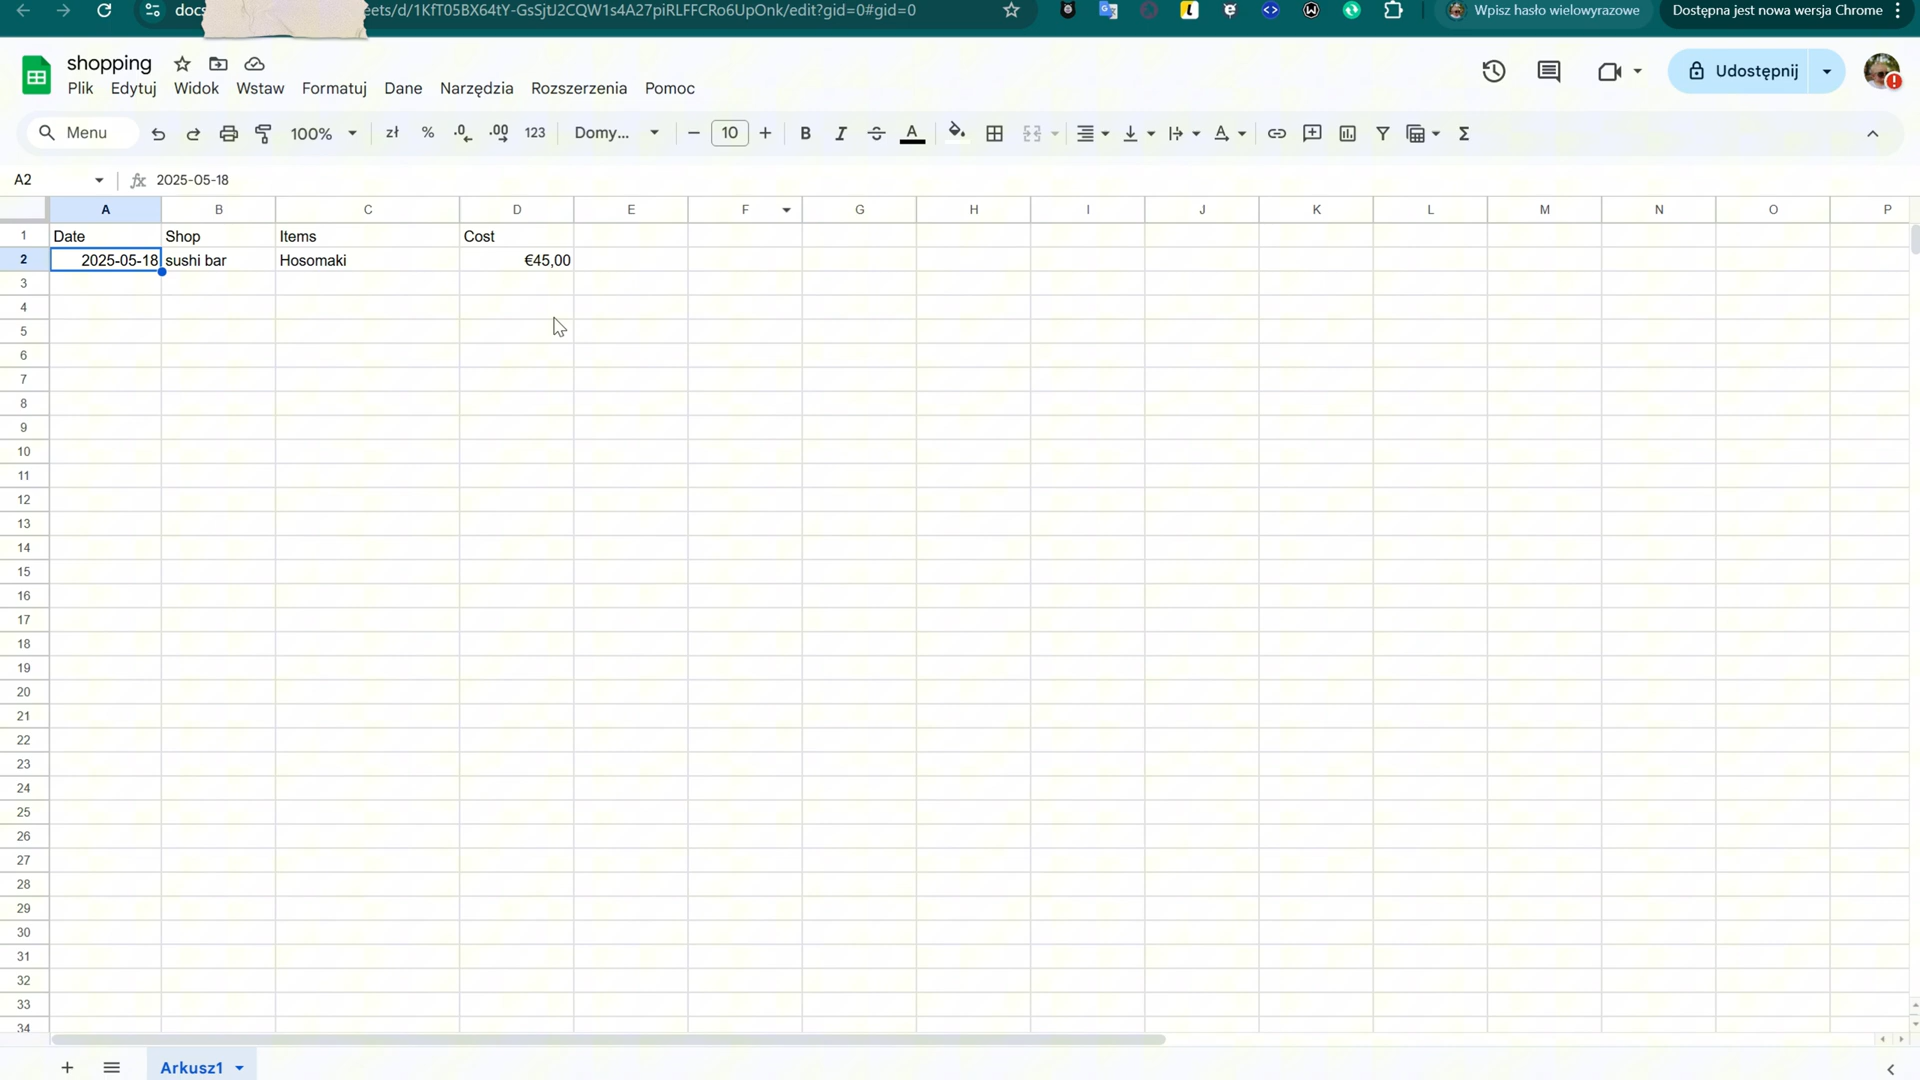 docs
eets/d/1KfT05BX64tY-GsSjtJ2CQW1s4A27piRLFFCRo6UpOnk/edit?gid=0#gid=0
Wpisz hasło wielowyrazowe
Dostępna jest nowa wersja Chrome
shopping
Plik Edytuj Widok Wstaw Formatuj Dane Narzędzia Rozszerzenia Pomoc
Udostępnij
Menu 100% zł % .0 .00 123 Domy... 10 B I A
A2 fx 2025-05-18
A B C D E F G H I J K L M N O P
1 Date Shop Items Cost
2 2025-05-18 sushi bar Hosomaki €45,00
3
4
5
6
7
8
9
10
11
12
13
14
15
16
17
18
19
20
21
22
23
24
25
26
27
28
29
30
31
32
33
34
Arkusz1